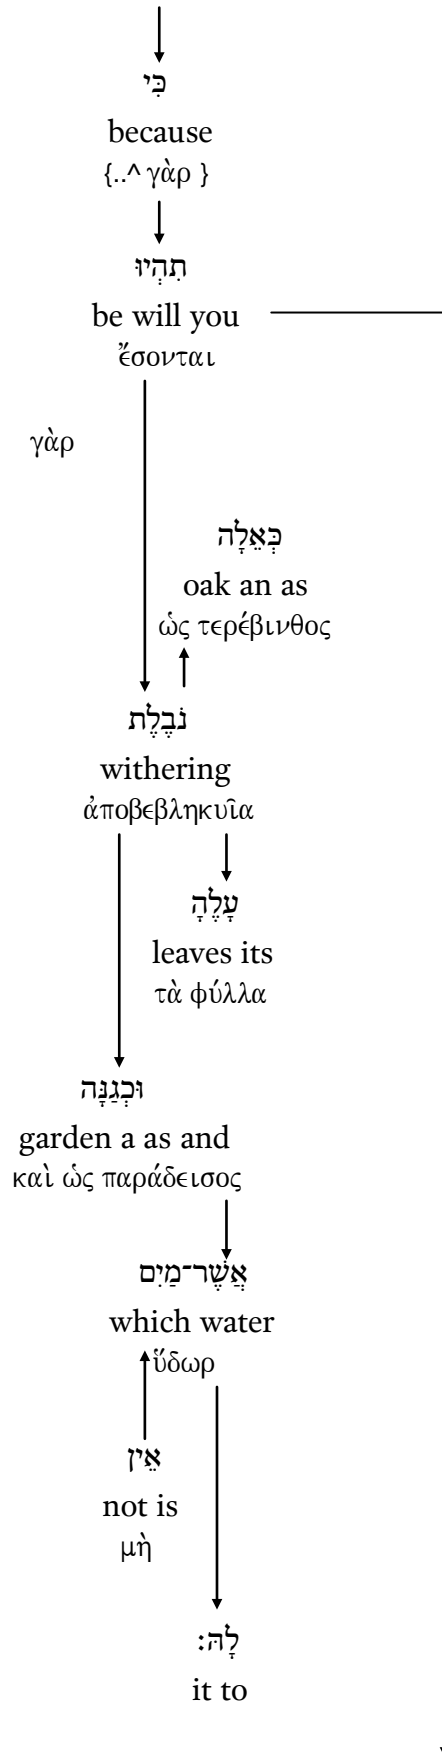 כִּי
because
{..^ γὰρ }
תִהְיוּ
be will you
ἔσονται
γὰρ
כְּאֵלָה
oak an as
ὡς τερέβινθος
נֹבֶלֶת
withering
ἀποβεβληκυῖα
עָלֶהָ
leaves its
τὰ φύλλα
וּכְגַנָּה
garden a as and
καὶ ὡς παράδεισος
אֲשֶׁר־מַיִם
which water
ὕδωρ
אֵין
not is
μὴ
לָהּ׃
it to